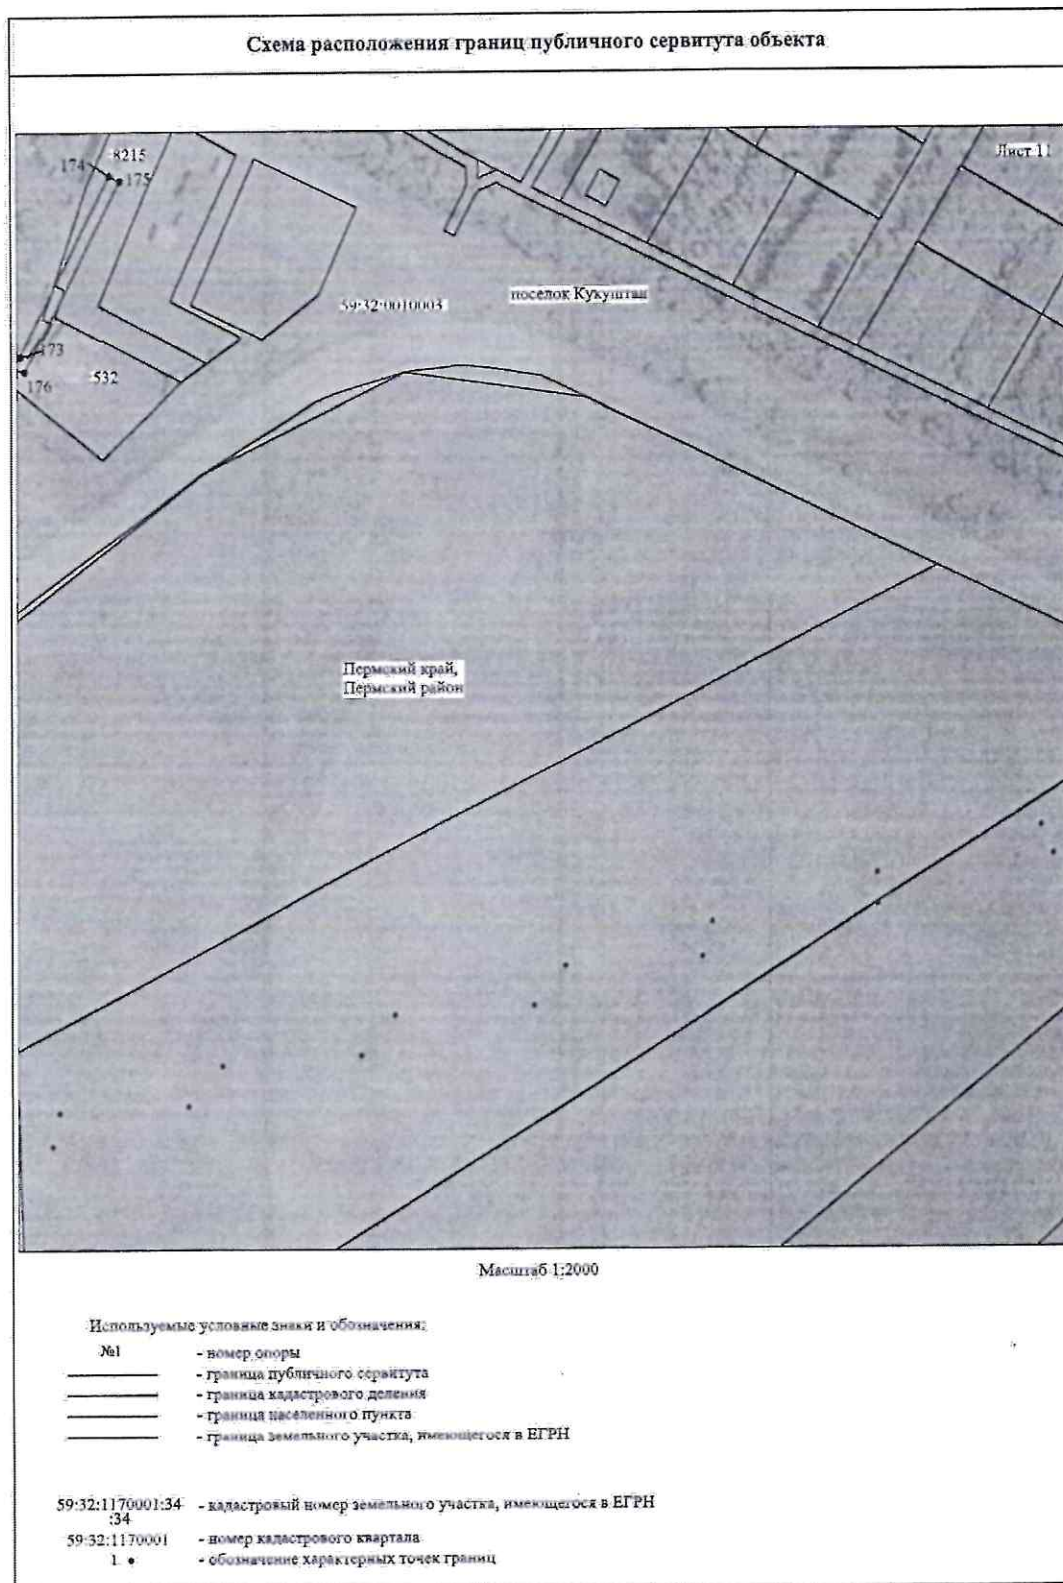 Схема расположения границ публичного сервитута объекта
Лист 11
:8215
174
175
59:32:0010003
поселок Кукуштан
173
176
:532
Пермский край,
Пермский район
Масштаб 1:2000
Используемые условные знаки и обозначения:
№1 - номер опоры
- граница публичного сервитута
- граница кадастрового деления
- граница населенного пункта
- граница земельного участка, имеющегося в ЕГРН
59:32:1170001:34 - кадастровый номер земельного участка, имеющегося в ЕГРН
:34
59:32:1170001 - номер кадастрового квартала
1 • - обозначение характерных точек границ